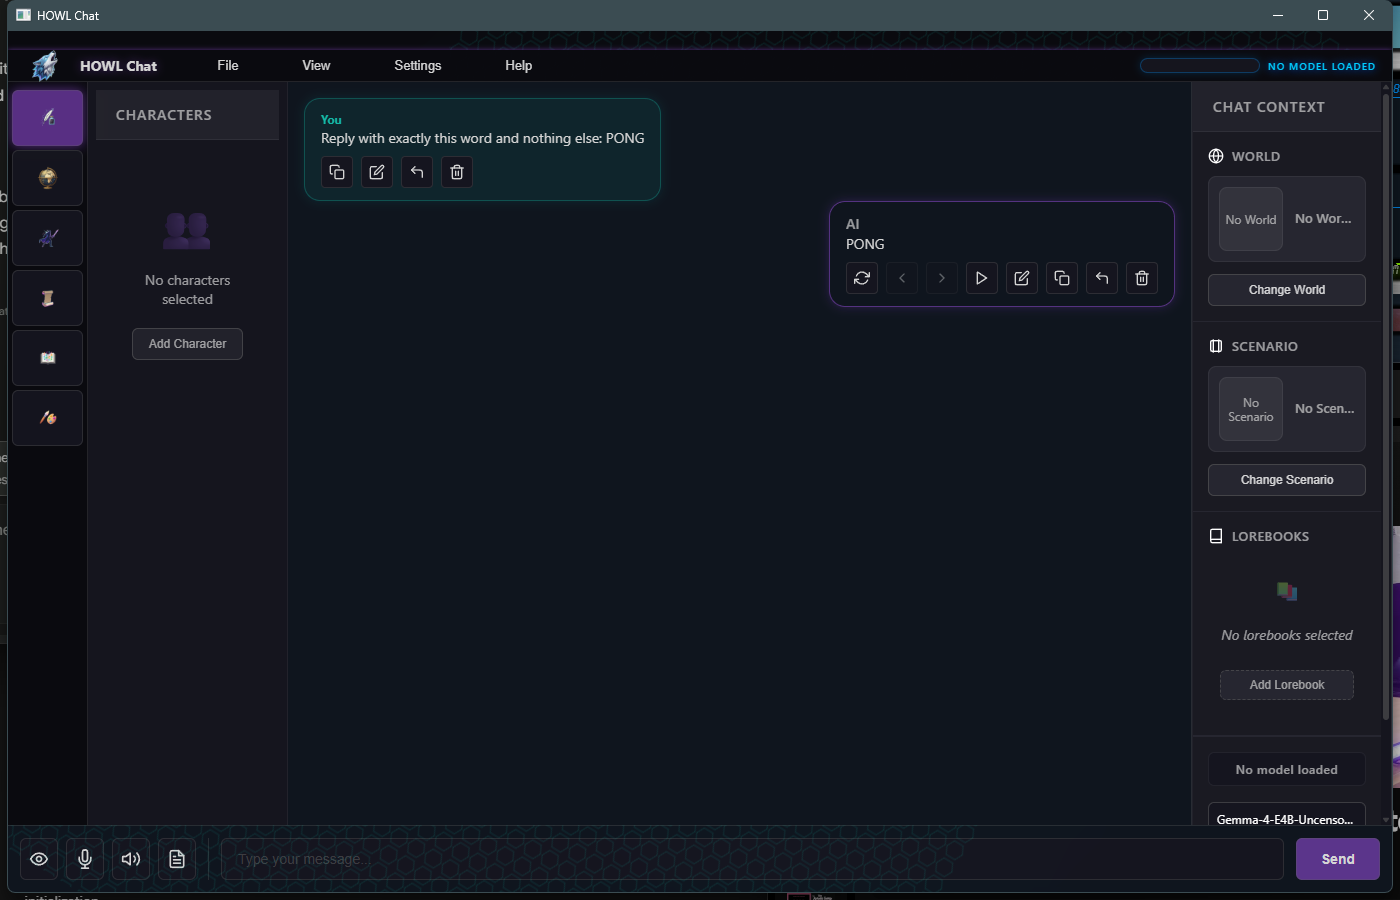 HOWL Chat
HOWL Chat
File
View
Settings
Help
NO MODEL LOADED
CHARACTERS
No characters
selected
Add Character
You
Reply with exactly this word and nothing else: PONG
AI
PONG
CHAT CONTEXT
WORLD
No World
No Wor...
Change World
SCENARIO
No
Scenario
No Scen...
Change Scenario
LOREBOOKS
No lorebooks selected
Add Lorebook
No model loaded
Gemma-4-E4B-Uncenso...
Type your message...
Send